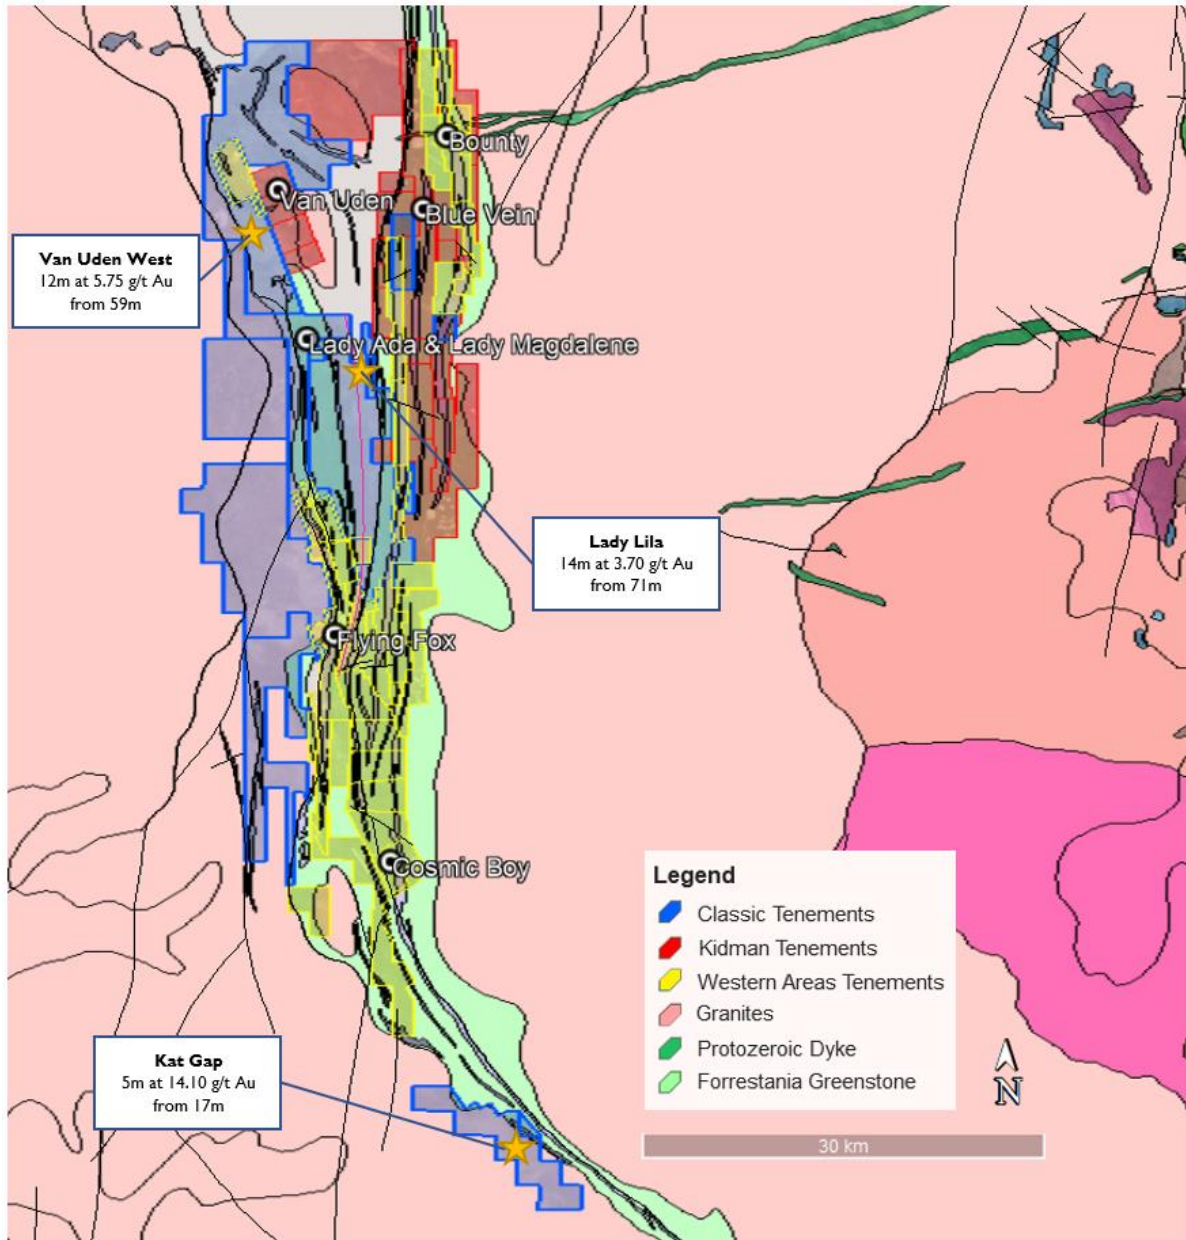 Bounty
Van Uden
Blue Vein
Van Uden West
12m at 5.75 g/t Au
from 59m
Lady Ada & Lady Magdalene
Lady Lila
14m at 3.70 g/t Au
from 71m
Flying Fox
Cosmic Boy
Legend
Classic Tenements
Kidman Tenements
Western Areas Tenements
Granites
Protozeroic Dyke
Forrestania Greenstone
N
30 km
Kat Gap
5m at 14.10 g/t Au
from 17m